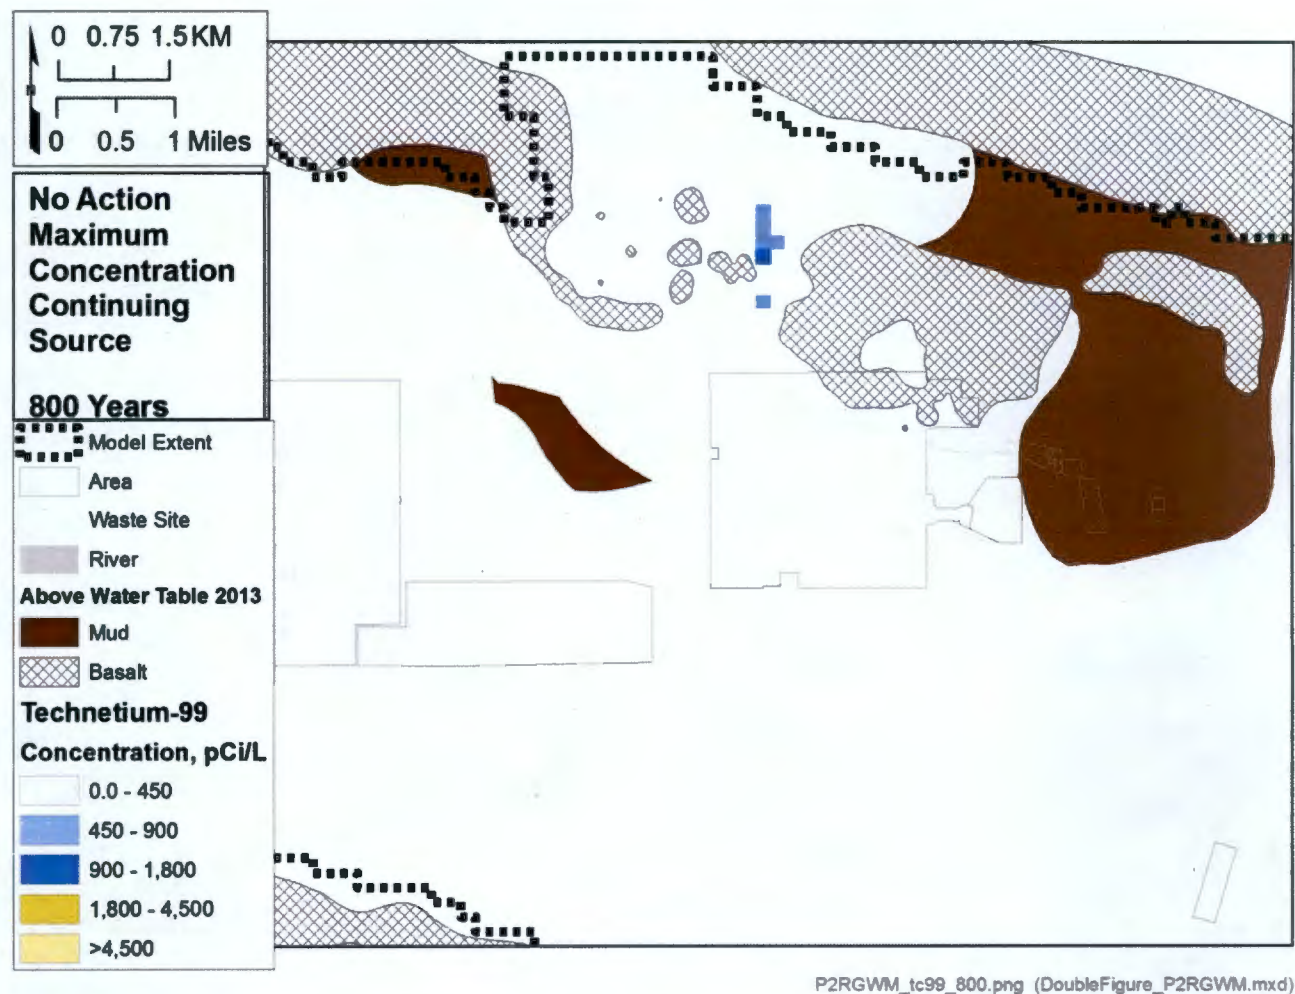 0 0.75 1.5 KM
0 0.5 1 Miles
No Action
Maximum
Concentration
Continuing
Source
800 Years
Model Extent
Area
Waste Site
River
Above Water Table 2013
Mud
Basalt
Technetium-99
Concentration, pCi/L
0.0 - 450
450 - 900
900 - 1,800
1,800 - 4,500
>4,500
P2RGWM_tc99_800.png (DoubleFigure_P2RGWM.mxd)